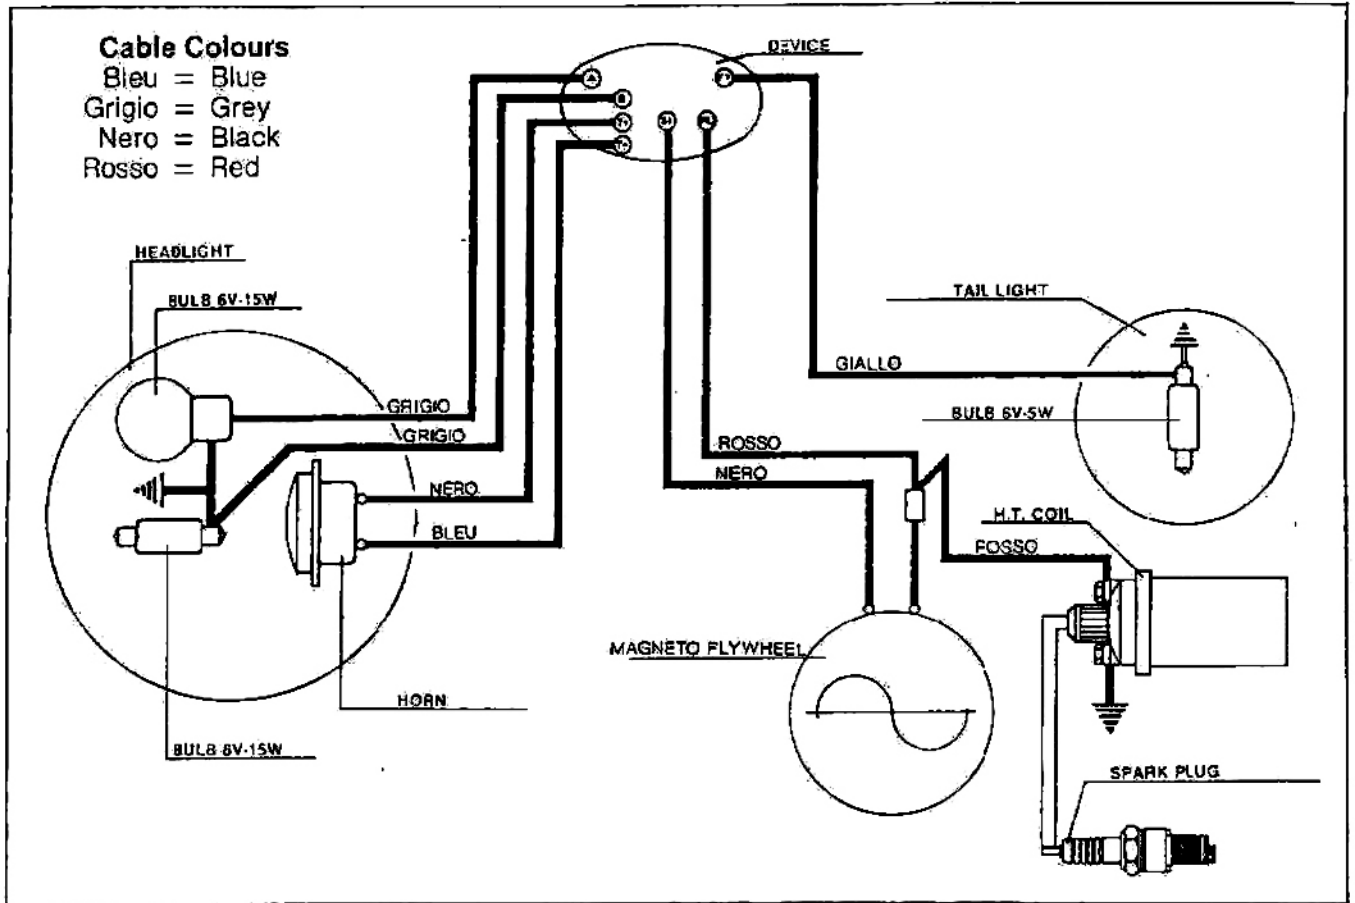 Cable Colours
Bleu = Blue
Grigio = Grey
Nero = Black
Rosso = Red
DEVICE
A
HEADLIGHT
BULB 6V-15W
TAIL LIGHT
GIALLO
BULB 6V-5W
GRIGIO
GRIGIO
ROSSO
NERO
NERO
BLEU
H.T. COIL
FOSSO
MAGNETO FLYWHEEL
HORN
BULB 6V-15W
SPARK PLUG